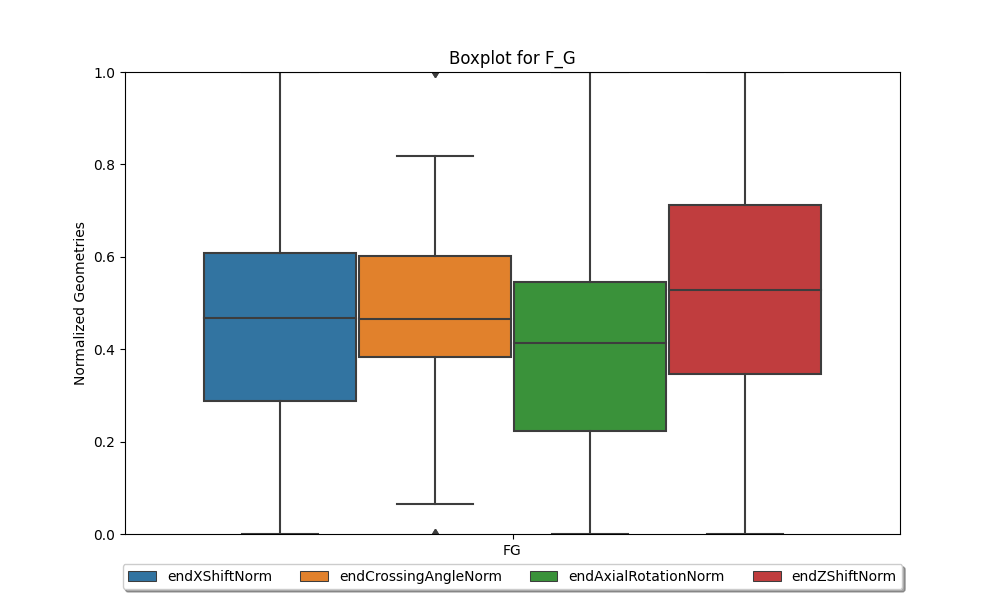 Boxplot for F_G
1.0
0.8
0.6
0.4
0.2
0.0
Normalized Geometries
FG
endXShiftNorm endCrossingAngleNorm endAxialRotationNorm endZShiftNorm